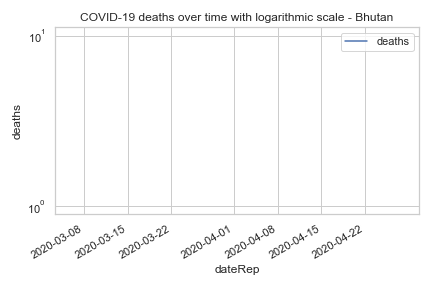 COVID-19 deaths over time with logarithmic scale - Bhutan
10¹
deaths
deaths
10⁰
2020-03-08
2020-03-15
2020-03-22
2020-04-01
2020-04-08
2020-04-15
2020-04-22
dateRep